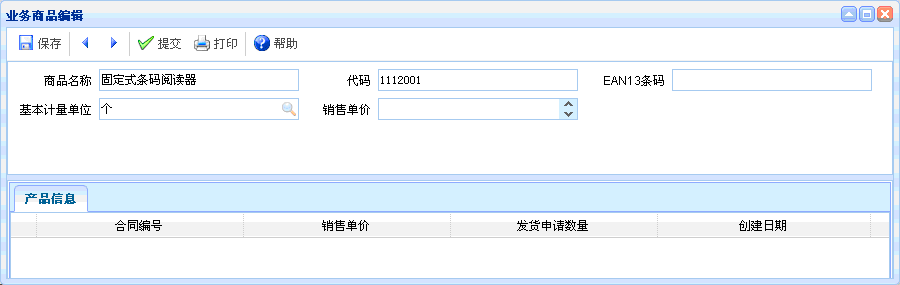 业务商品编辑
保存 提交 打印 帮助
商品名称 固定式条码阅读器 代码 1112001 EAN13条码
基本计量单位 个 销售单价
产品信息
合同编号 销售单价 发货申请数量 创建日期